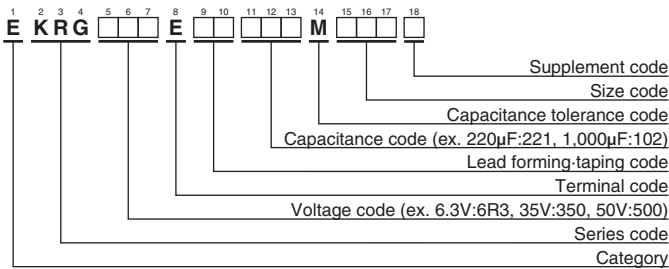 1 2 3 4 5 6 7 8 9 10 11 12 13 14 15 16 17 18
E KRG E M
Supplement code
Size code
Capacitance tolerance code
Capacitance code (ex. 220µF:221, 1,000µF:102)
Lead forming·taping code
Terminal code
Voltage code (ex. 6.3V:6R3, 35V:350, 50V:500)
Series code
Category